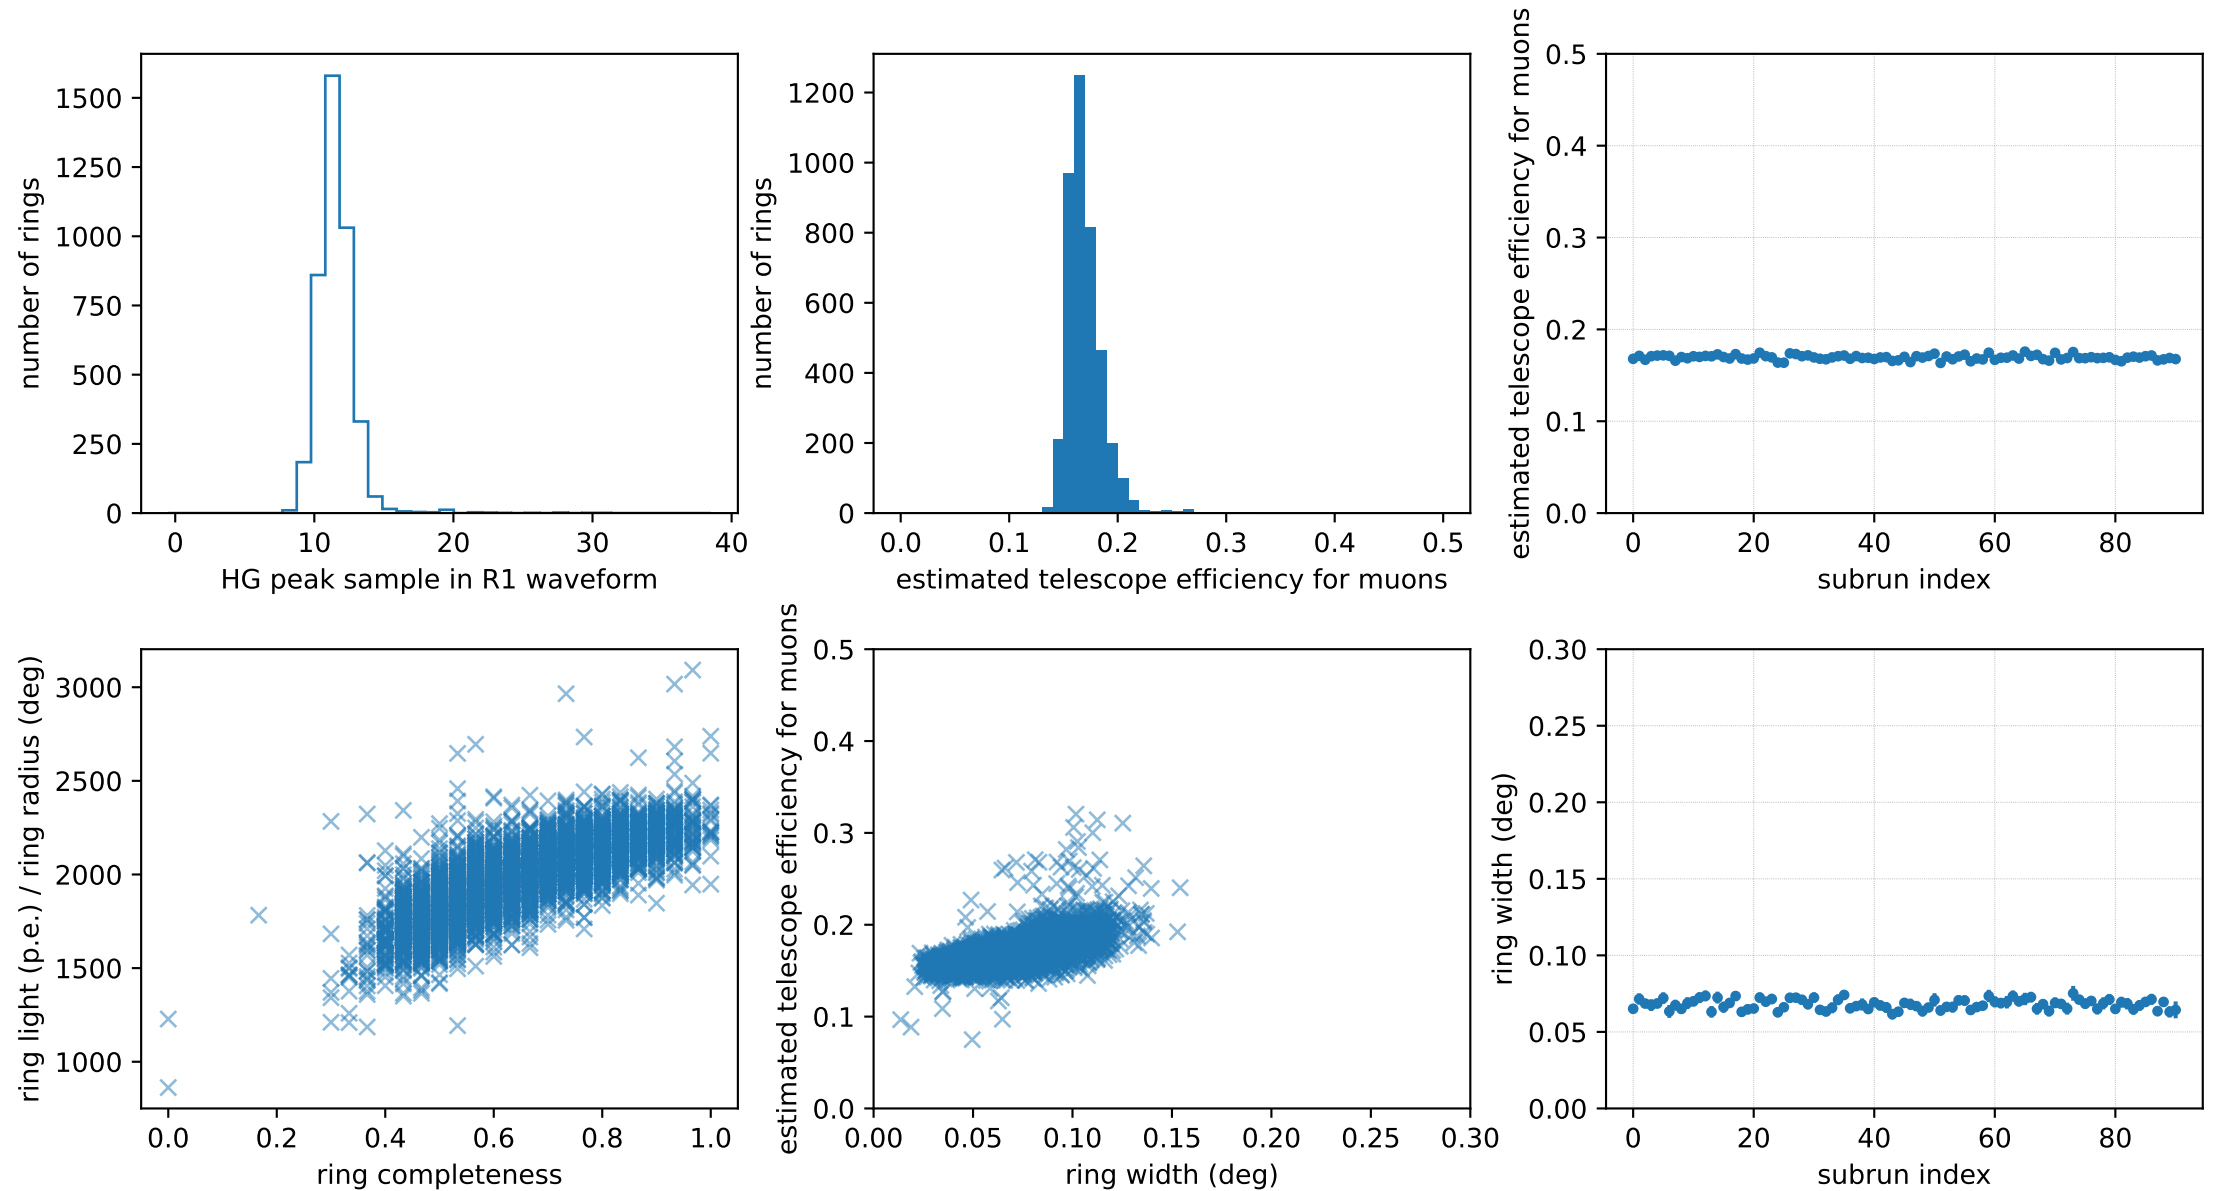 1500
1250
1000
750
500
250
0
number of rings
0 10 20 30 40
HG peak sample in R1 waveform
1200
1000
800
600
400
200
0
number of rings
0.0 0.1 0.2 0.3 0.4 0.5
estimated telescope efficiency for muons
0.5
0.4
0.3
0.2
0.1
0.0
estimated telescope efficiency for muons
0 20 40 60 80
subrun index
3000
2500
2000
1500
1000
ring light (p.e.) / ring radius (deg)
0.0 0.2 0.4 0.6 0.8 1.0
ring completeness
0.5
0.4
0.3
0.2
0.1
0.0
estimated telescope efficiency for muons
0.00 0.05 0.10 0.15 0.20 0.25 0.30
ring width (deg)
0.30
0.25
0.20
0.15
0.10
0.05
0.00
ring width (deg)
0 20 40 60 80
subrun index